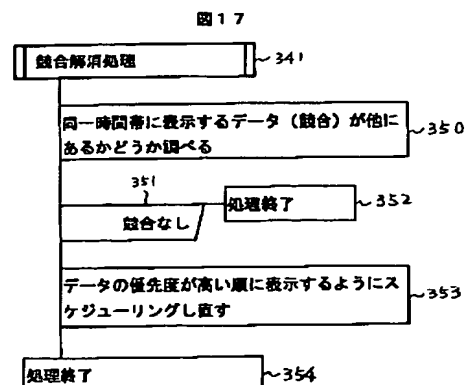 図17
競合解消処理
341
同一時間帯に表示するデータ（競合）が他に
あるかどうか調べる
350
351
競合なし
処理終了
352
データの優先度が高い順に表示するようにス
ケジューリングし直す
353
処理終了
354